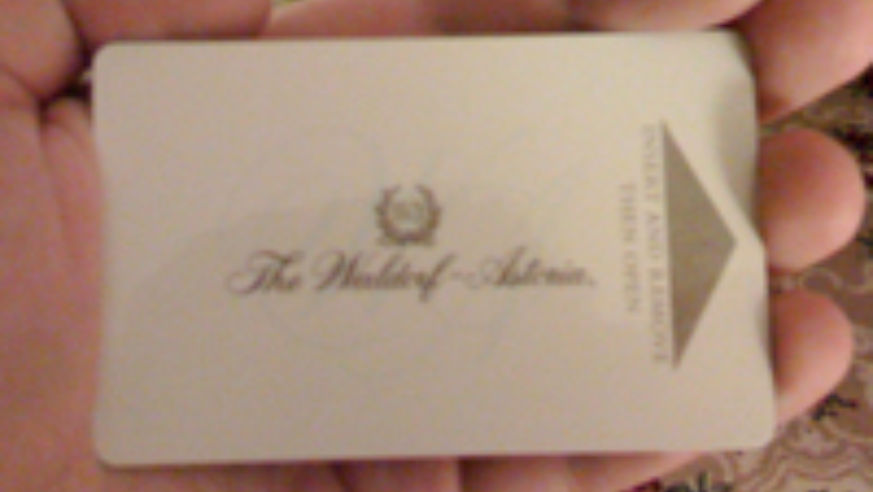 The Waldorf-Astoria.
INSERT AND REMOVE
THEN OPEN